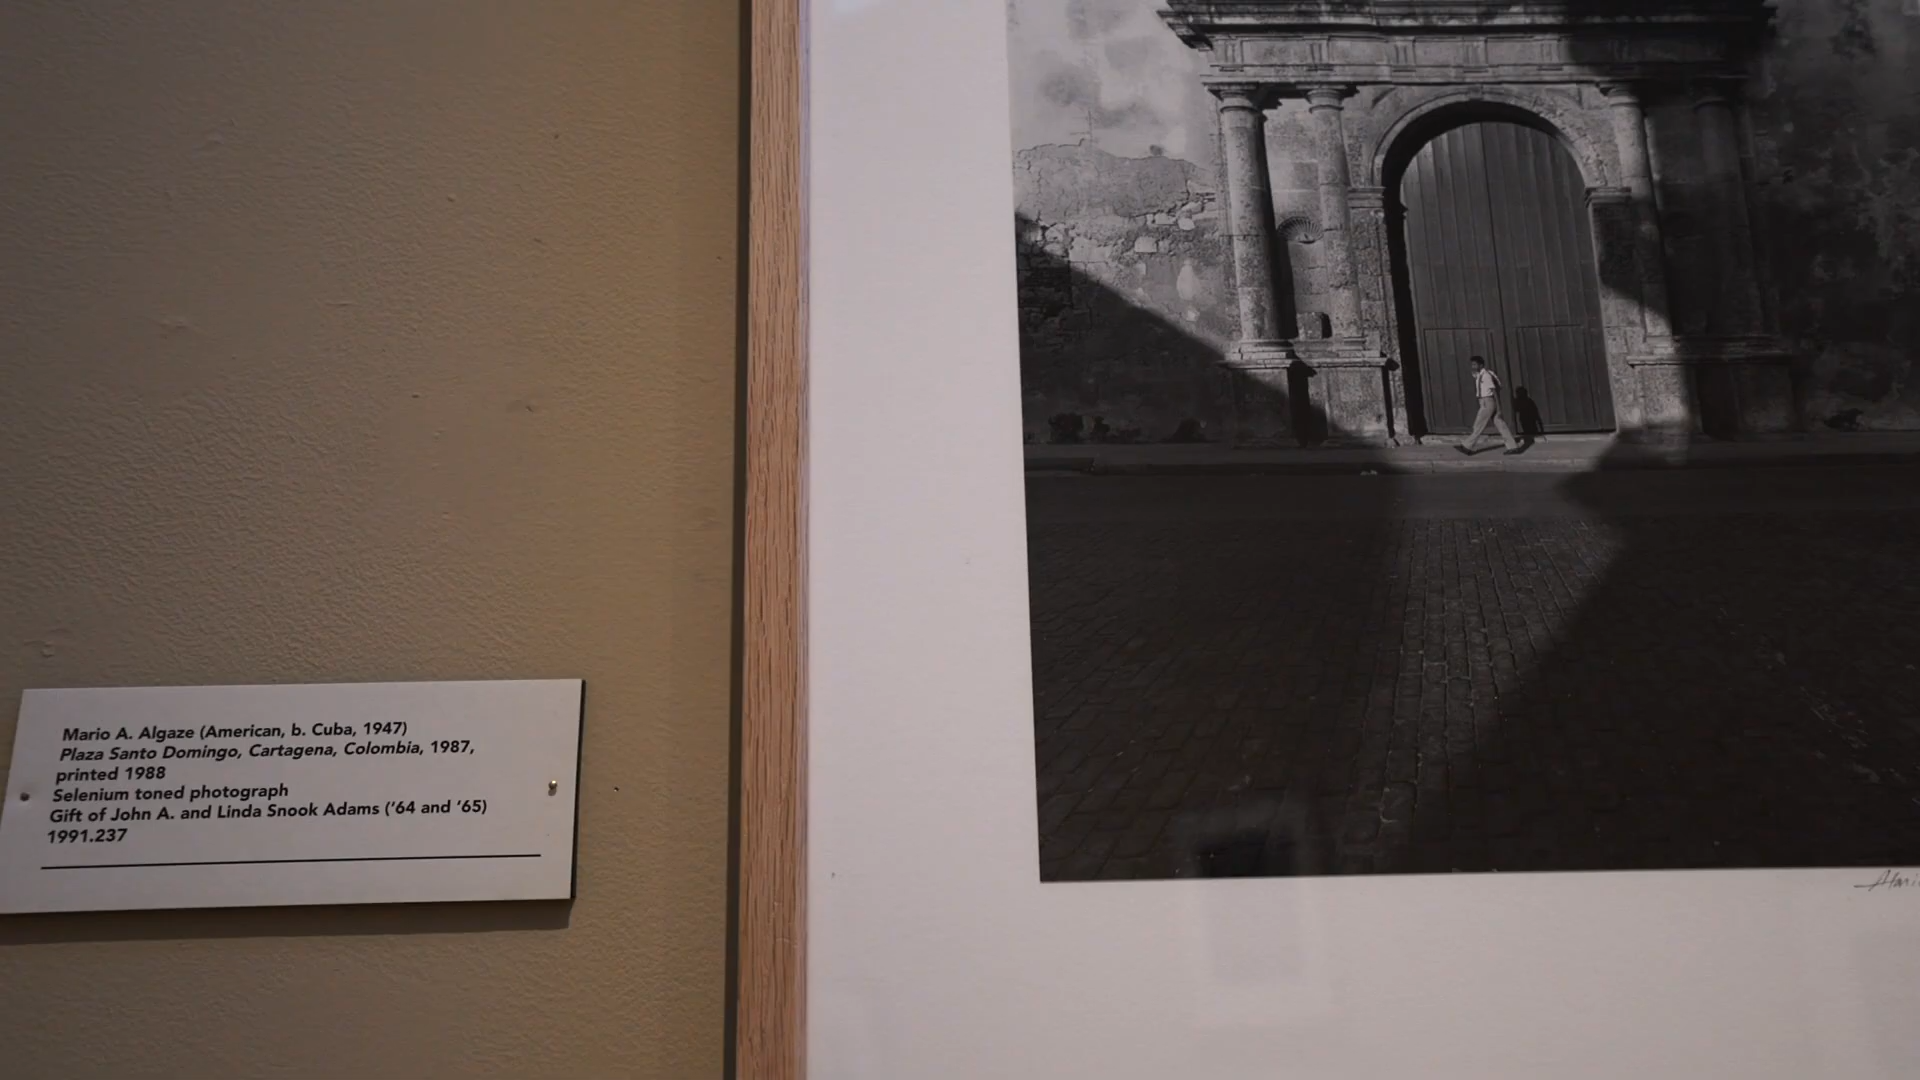 Mario A. Algaze (American, b. Cuba, 1947)
Plaza Santo Domingo, Cartagena, Colombia, 1987,
printed 1988
Selenium toned photograph
Gift of John A. and Linda Snook Adams (’64 and ’65)
1991.237